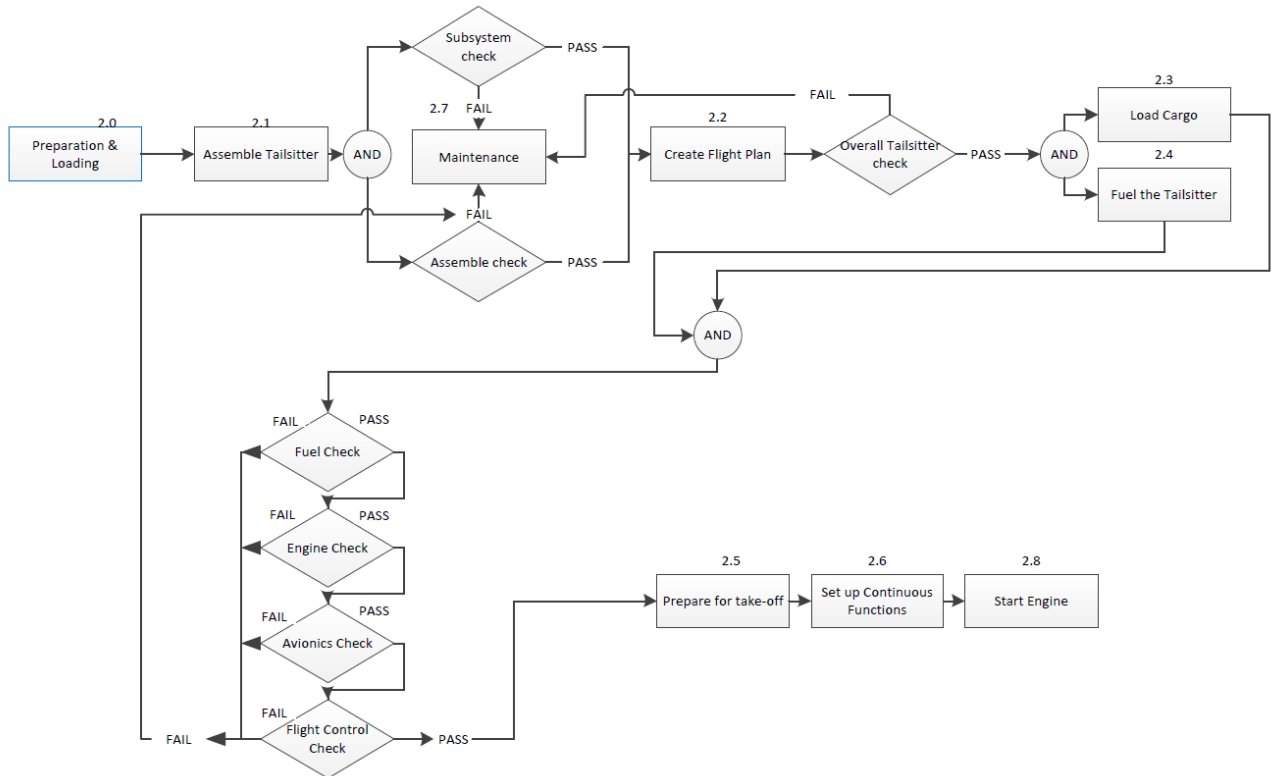 Subsystem
check
PASS
2.7
FAIL
2.0
Preparation &
Loading
2.1
Assemble Tailsitter
AND
Maintenance
2.2
Create Flight Plan
FAIL
Overall Tailsitter
check
PASS
AND
2.3
Load Cargo
2.4
Fuel the Tailsitter
FAIL
Assemble check
PASS
AND
FAIL
PASS
Fuel Check
FAIL
PASS
Engine Check
FAIL
PASS
Avionics Check
FAIL
Flight Control
Check
FAIL
PASS
2.5
Prepare for take-off
2.6
Set up Continuous
Functions
2.8
Start Engine